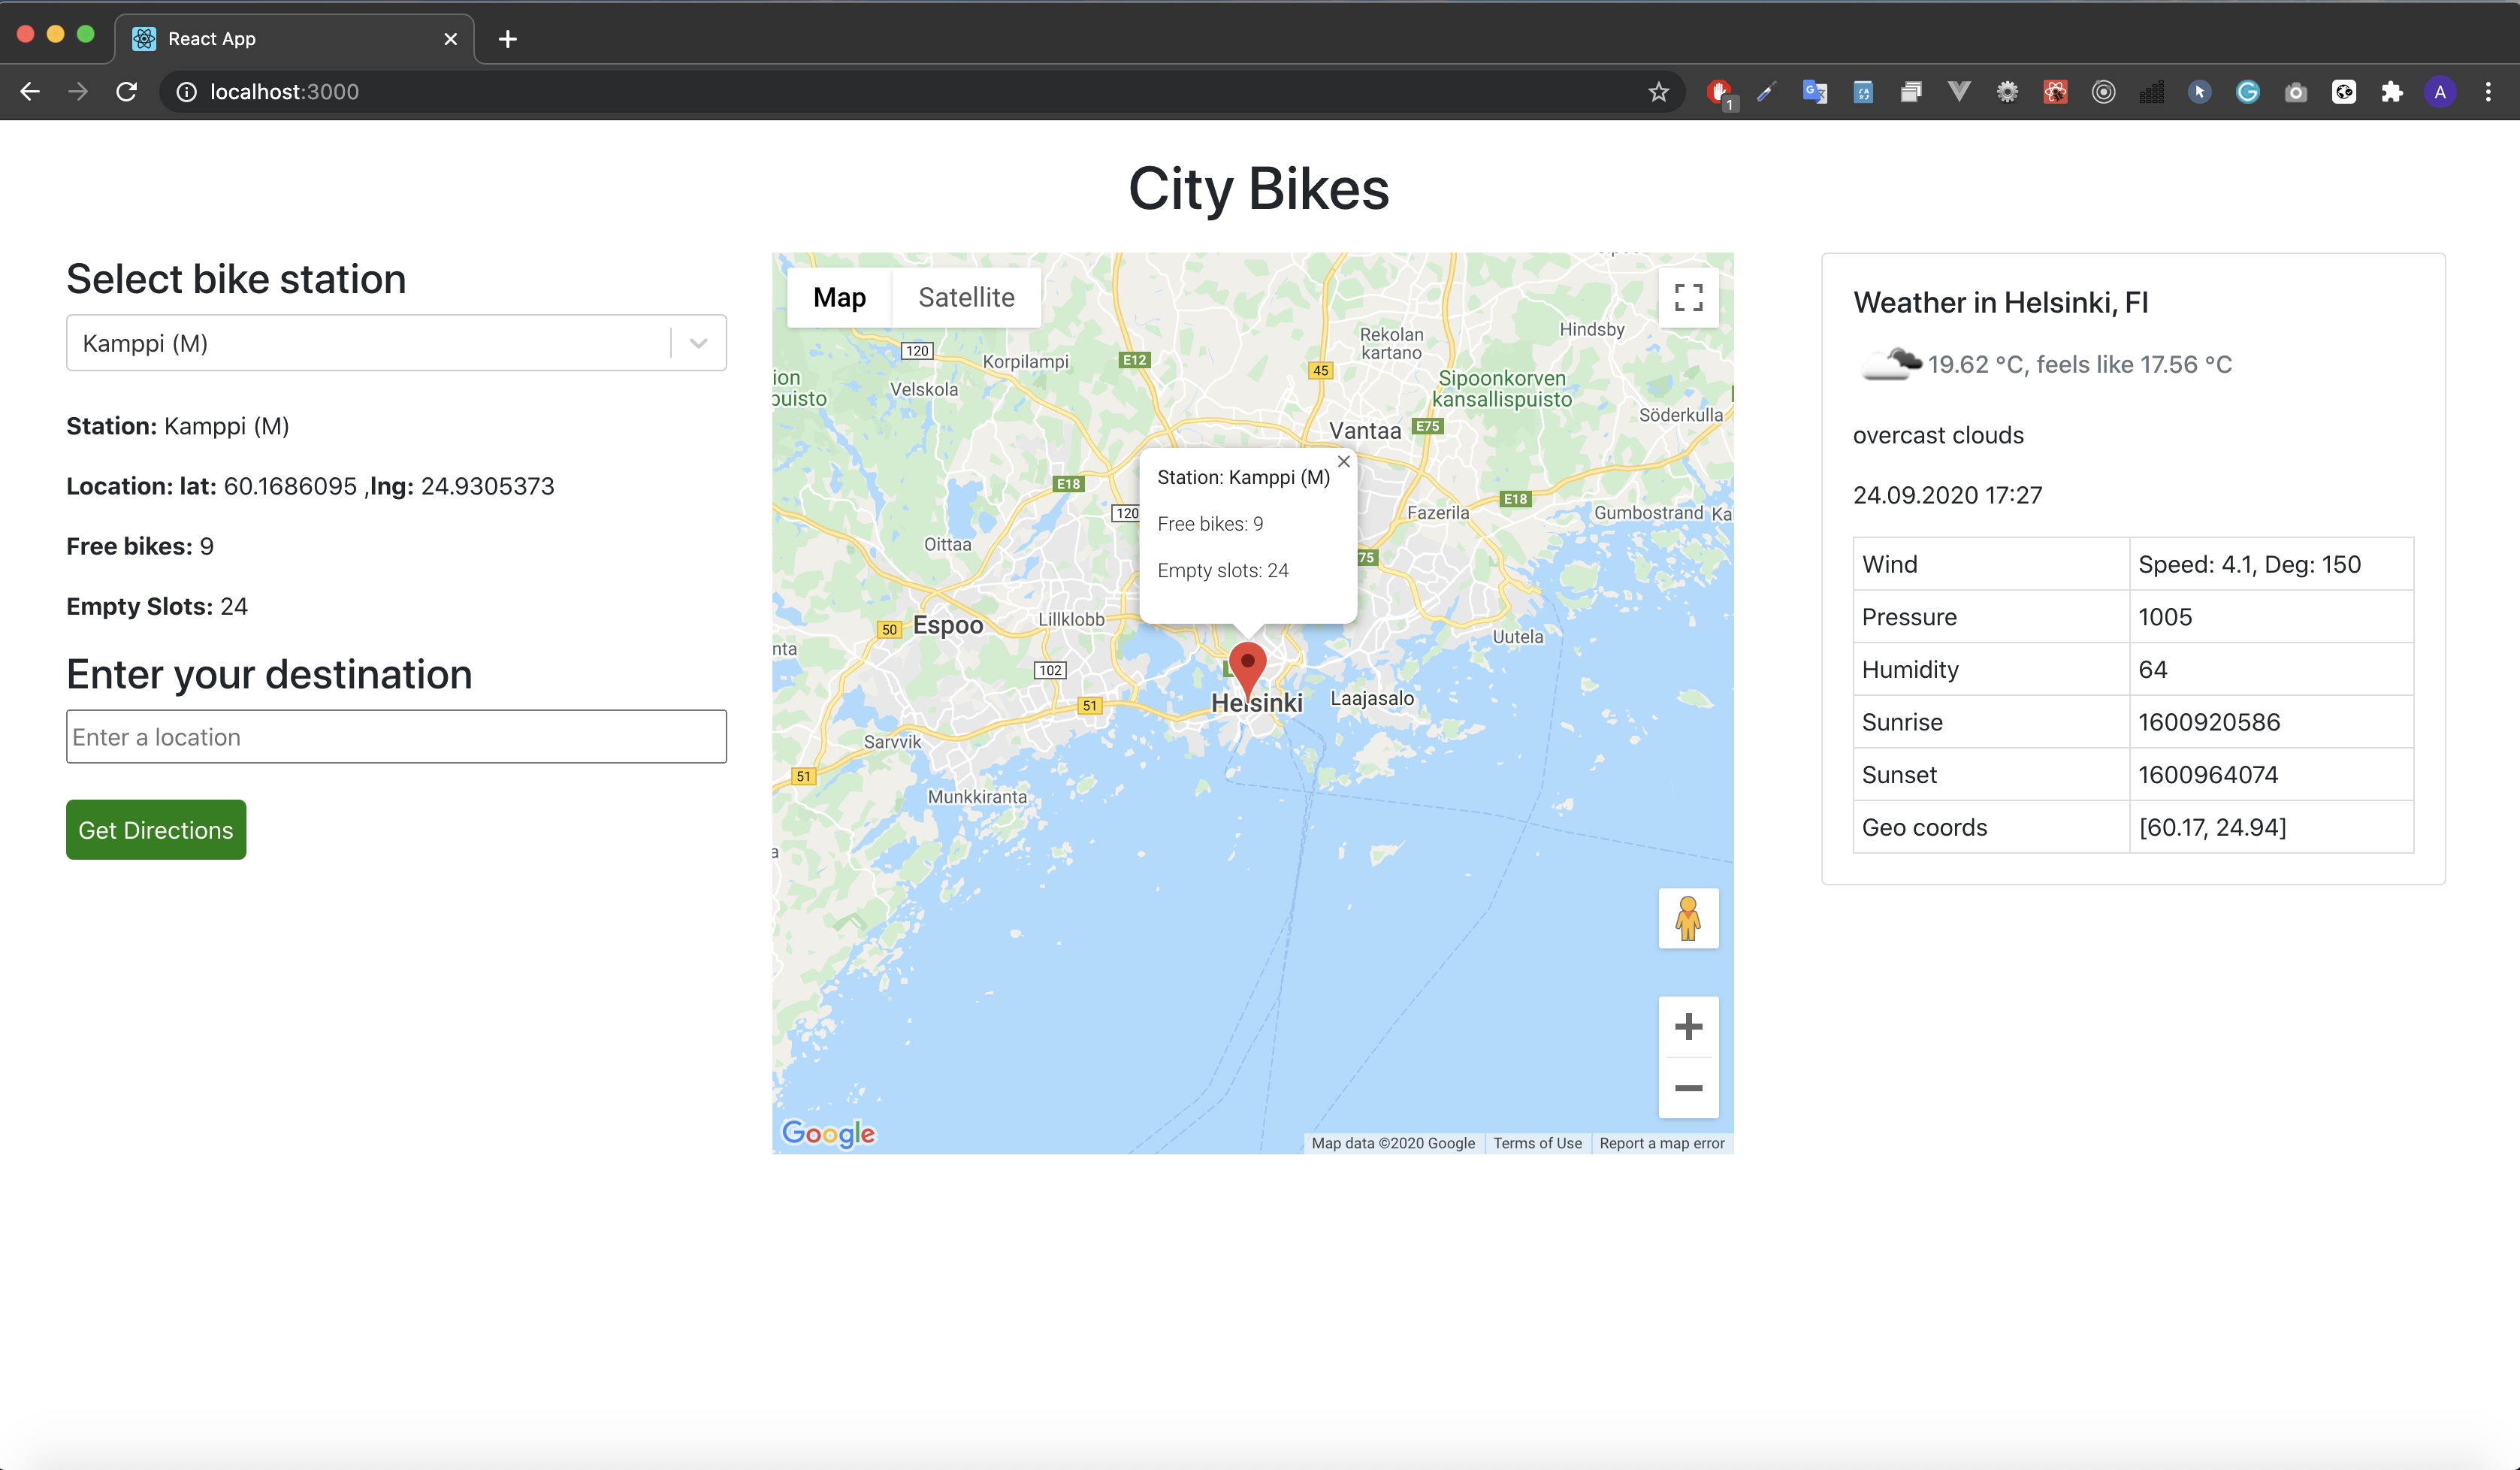 React App
localhost:3000
1
A
City Bikes
Select bike station
Kamppi (M)
Station: Kamppi (M)
Location: lat: 60.1686095 ,lng: 24.9305373
Free bikes: 9
Empty Slots: 24
Enter your destination
Enter a location
Get Directions
Map
Satellite
Hindsby
Rekolan
kartano
120
Korpilampi
E12
45
Velskola
Sipoonkorven
kansallispuisto
Söderkulla
Vantaa
E75
Station: Kamppi (M)
Free bikes: 9
Empty slots: 24
E18
120
E18
Fazerila
Gumbostrand
Ka
Oittaa
75
ion
puisto
Lillklobb
50
Espoo
Uutela
nta
102
Helsinki
Laajasalo
51
Sarvvik
51
Munkkiranta
a
Google
Map data ©2020 Google
Terms of Use
Report a map error
Weather in Helsinki, FI
19.62 °C, feels like 17.56 °C
overcast clouds
24.09.2020 17:27
Wind Speed: 4.1, Deg: 150
Pressure 1005
Humidity 64
Sunrise 1600920586
Sunset 1600964074
Geo coords [60.17, 24.94]